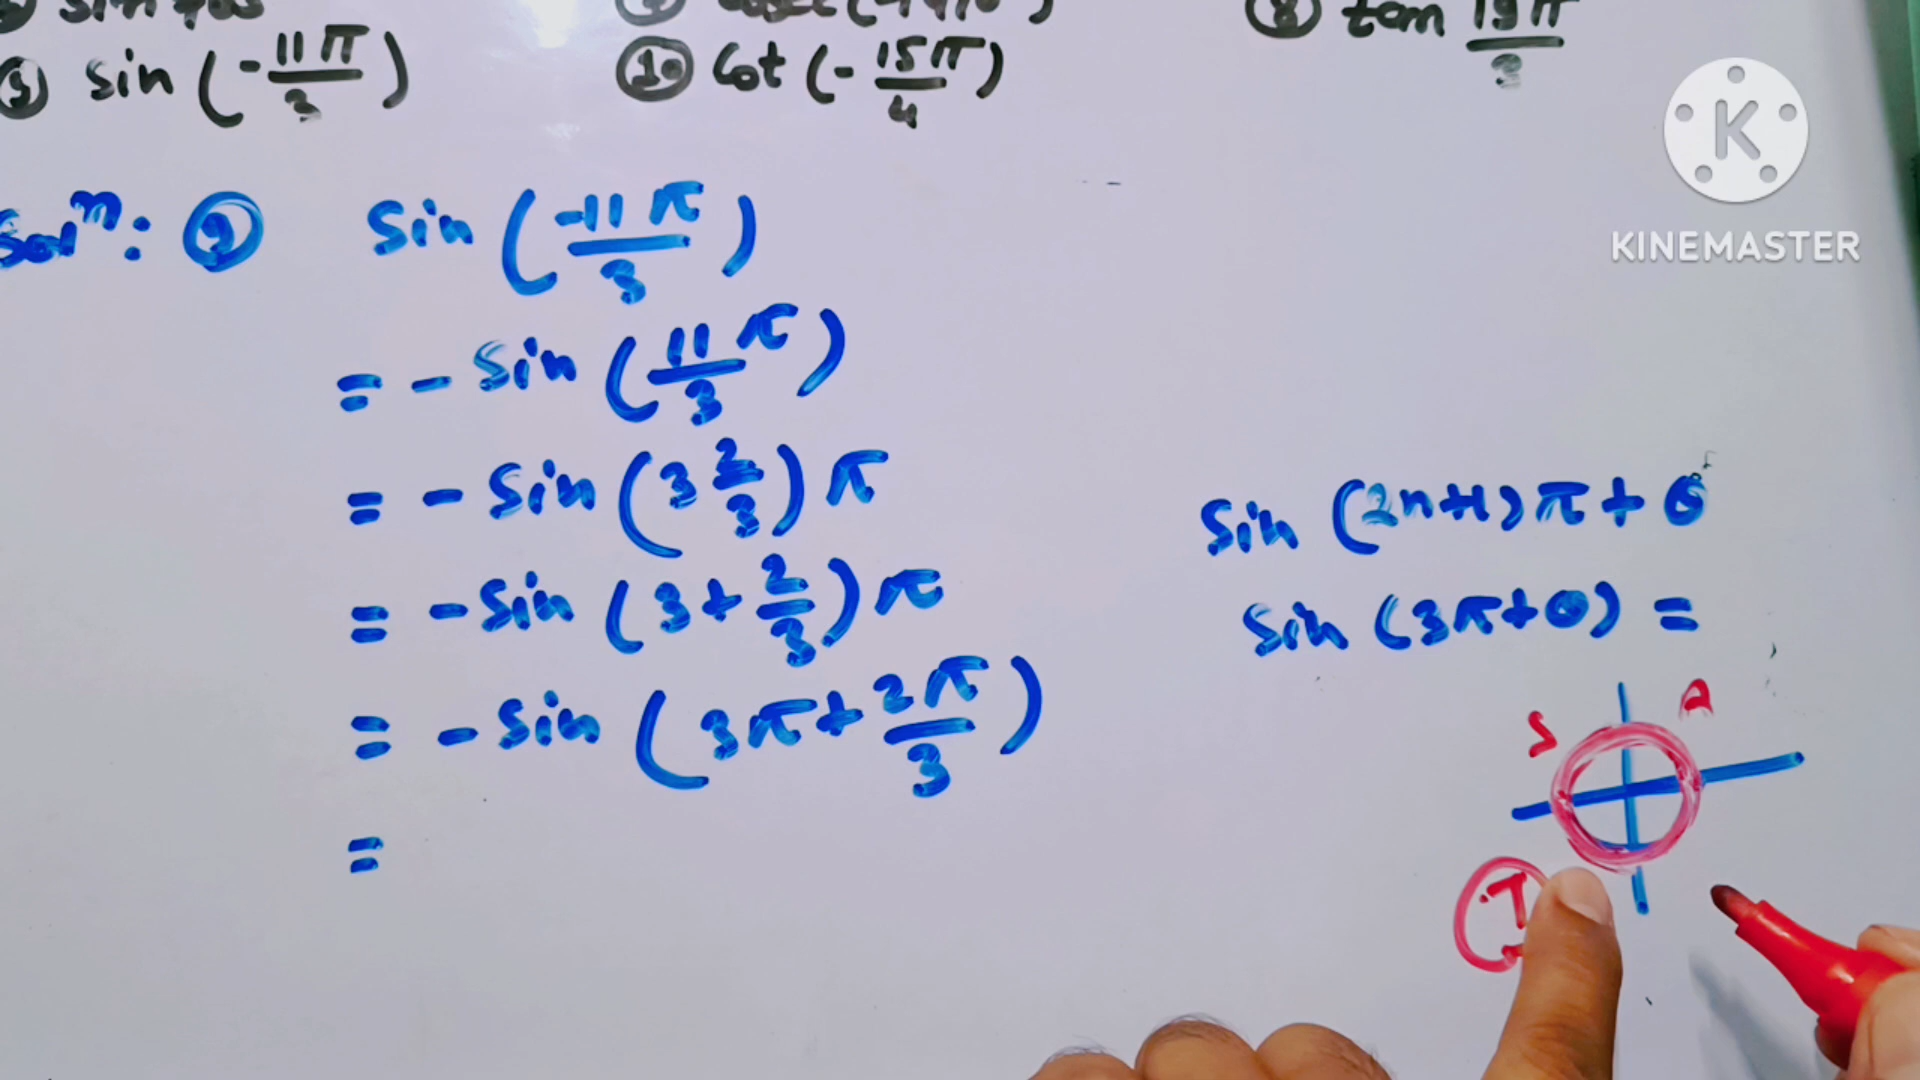 ⑧ tan 19π/3
⑨ sin (-11π/3)
⑩ Cot (-15π/4)
KINEMASTER
Solⁿ: ⑨ Sin (-11π/3)
= - Sin (11π/3)
= - Sin (3 2/3) π
= - Sin (3 + 2/3) π
= - Sin (3π + 2π/3)
=
Sin (2n+1)π + θ
Sin (3π + θ) =
S A
T